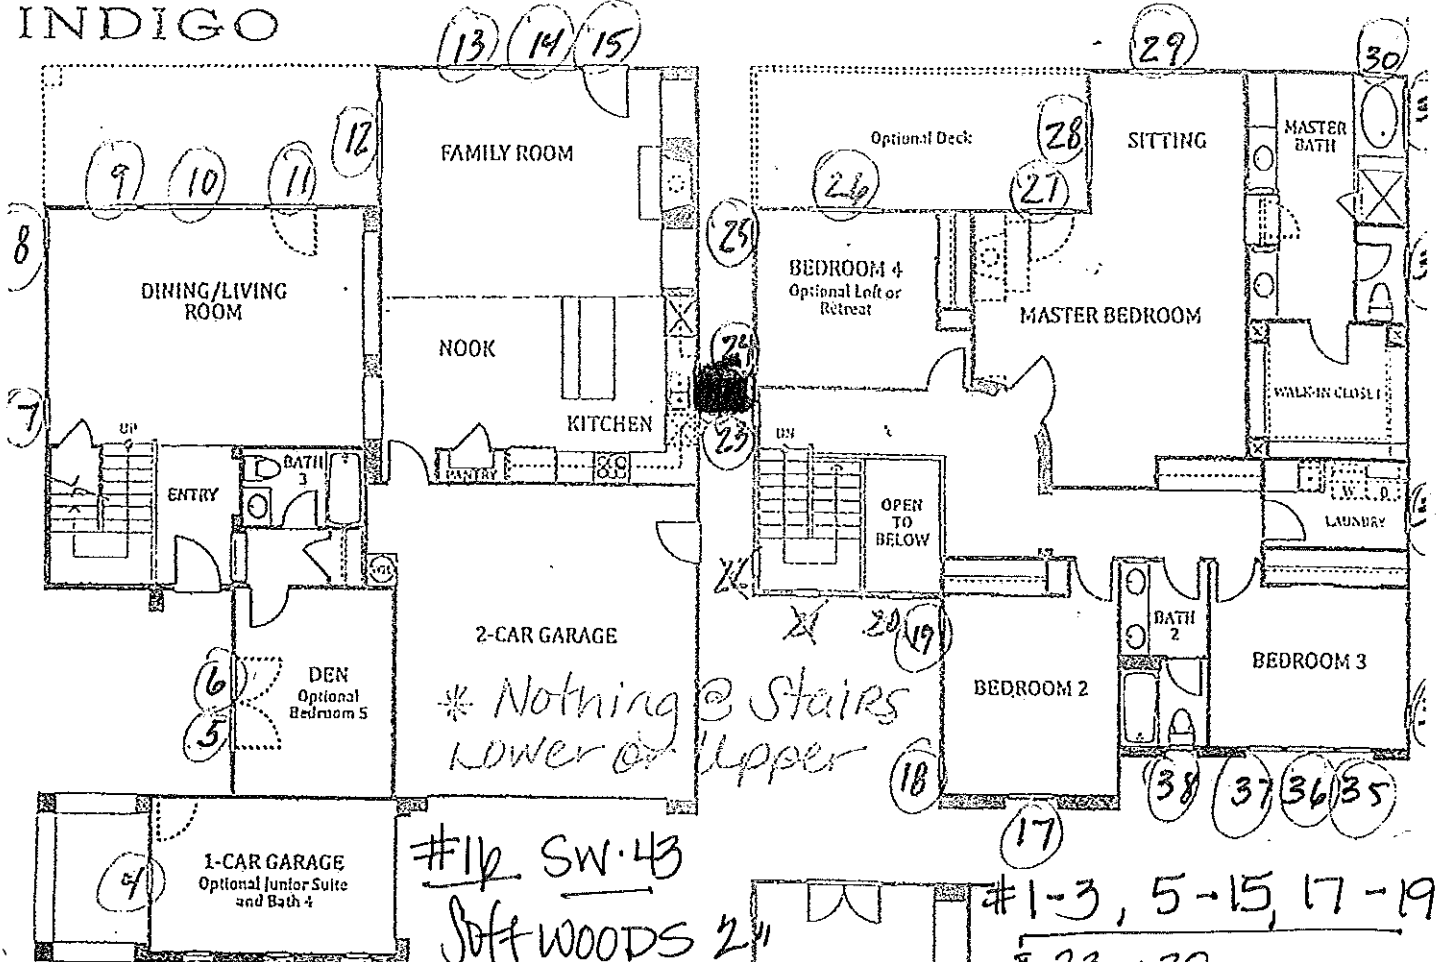 INDIGO
13 14 15
29
30
12
FAMILY ROOM
Optional Deck
28
SITTING
MASTER
BATH
9 10 11
26 27
8
25
DINING/LIVING
ROOM
BEDROOM 4
Optional Loft or
Retreat
MASTER BEDROOM
NOOK
24
7
UP
KITCHEN
23
DN
WALK-IN CLOSET
BATH
3
PANTRY
ENTRY
OPEN
TO
BELOW
W. D.
LAUNDRY
2-CAR GARAGE
21 20 19
BATH
2
BEDROOM 3
6
DEN
Optional
Bedroom 5
BEDROOM 2
5
* Nothing @ Stairs
Lower or Upper
18
38 37 36 35
17
4
1-CAR GARAGE
Optional Junior Suite
and Bath 4
#16 SW·43
Soft WOODS 2"
#1-3, 5-15, 17-19